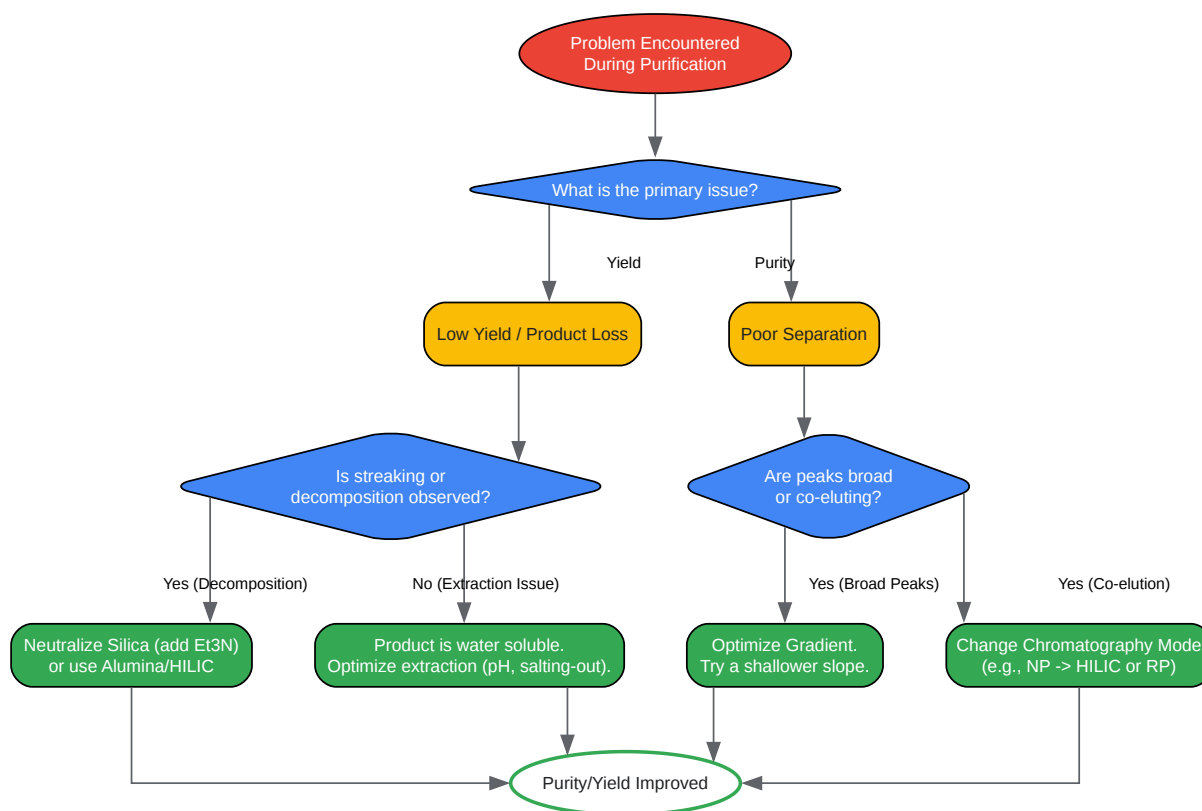 Problem Encountered
During Purification
What is the primary issue?
Yield
Purity
Low Yield / Product Loss
Poor Separation
Is streaking or
decomposition observed?
Are peaks broad
or co-eluting?
Yes (Decomposition)
No (Extraction Issue)
Yes (Broad Peaks)
Yes (Co-elution)
Neutralize Silica (add Et3N)
or use Alumina/HILIC
Product is water soluble.
Optimize extraction (pH, salting-out).
Optimize Gradient.
Try a shallower slope.
Change Chromatography Mode
(e.g., NP -> HILIC or RP)
Purity/Yield Improved